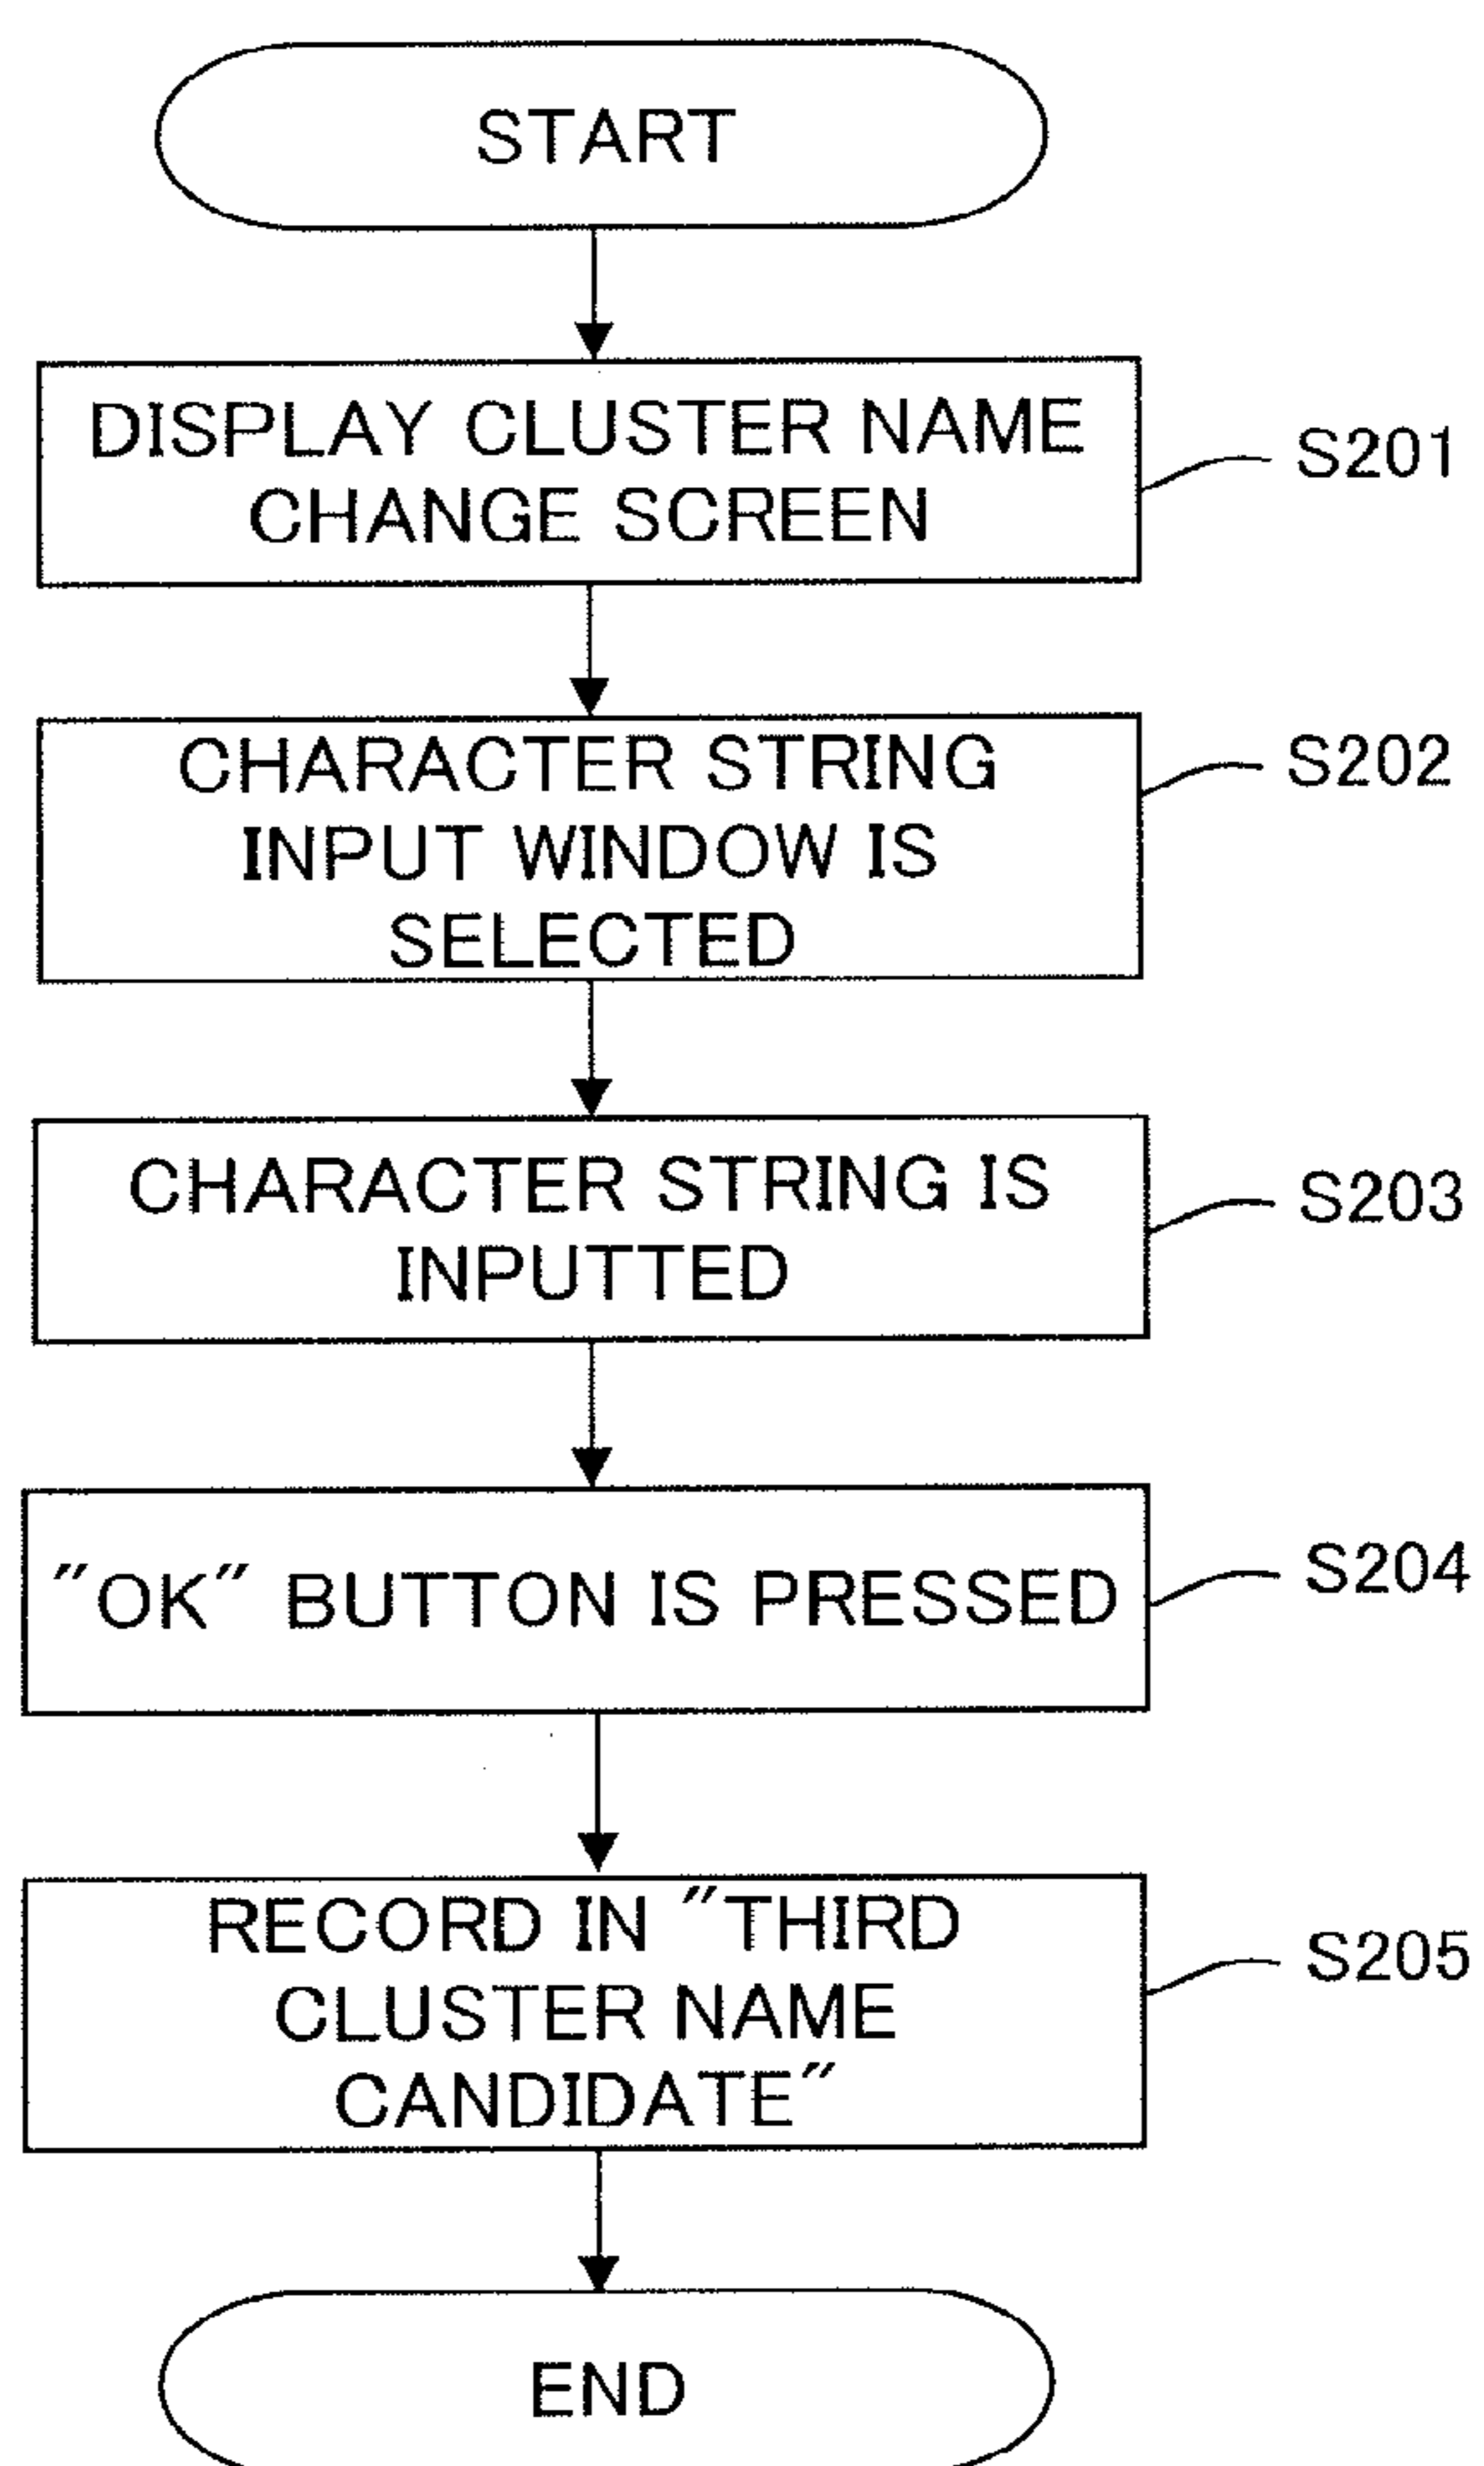 START
DISPLAY CLUSTER NAME
CHANGE SCREEN
S201
CHARACTER STRING
INPUT WINDOW IS
SELECTED
S202
CHARACTER STRING IS
INPUTTED
S203
"OK" BUTTON IS PRESSED
S204
RECORD IN "THIRD
CLUSTER NAME
CANDIDATE"
S205
END